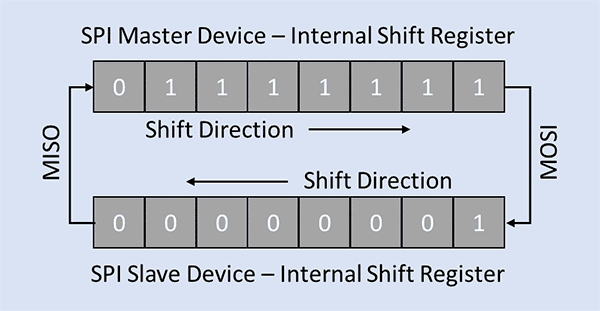 SPI Master Device – Internal Shift Register
0 1 1 1 1 1 1 1
Shift Direction
MISO
MOSI
Shift Direction
0 0 0 0 0 0 0 1
SPI Slave Device – Internal Shift Register